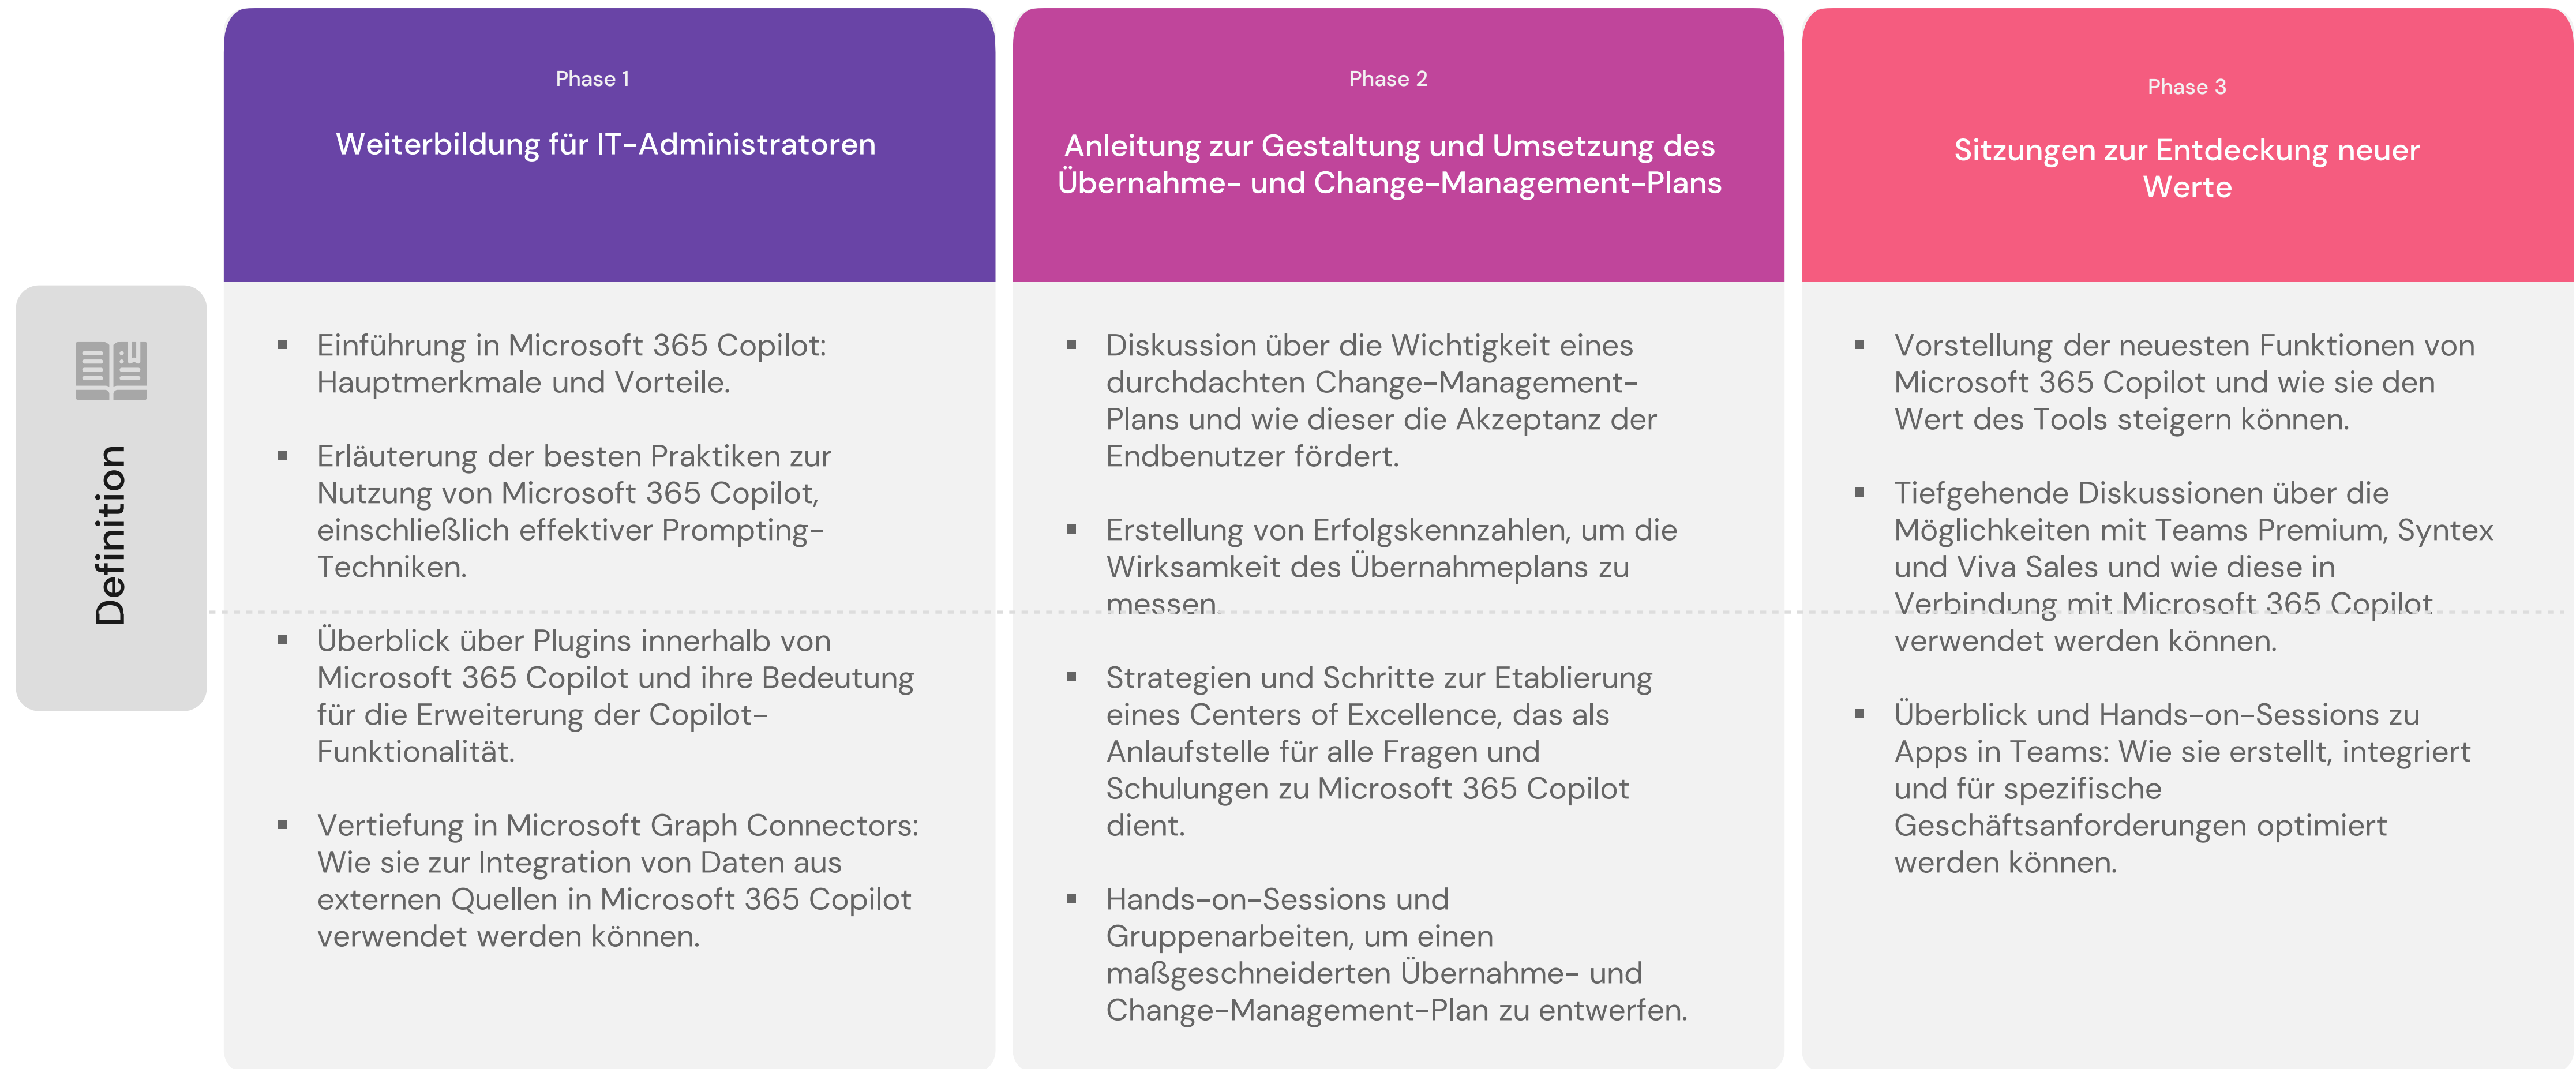 Phase 1
Weiterbildung für IT-Administratoren
Phase 2
Anleitung zur Gestaltung und Umsetzung des
Übernahme- und Change-Management-Plans
Phase 3
Sitzungen zur Entdeckung neuer
Werte
Definition
Einführung in Microsoft 365 Copilot:
Hauptmerkmale und Vorteile.
Erläuterung der besten Praktiken zur
Nutzung von Microsoft 365 Copilot,
einschließlich effektiver Prompting-
Techniken.
Überblick über Plugins innerhalb von
Microsoft 365 Copilot und ihre Bedeutung
für die Erweiterung der Copilot-
Funktionalität.
Vertiefung in Microsoft Graph Connectors:
Wie sie zur Integration von Daten aus
externen Quellen in Microsoft 365 Copilot
verwendet werden können.
Diskussion über die Wichtigkeit eines
durchdachten Change-Management-
Plans und wie dieser die Akzeptanz der
Endbenutzer fördert.
Erstellung von Erfolgskennzahlen, um die
Wirksamkeit des Übernahmeplans zu
messen.
Strategien und Schritte zur Etablierung
eines Centers of Excellence, das als
Anlaufstelle für alle Fragen und
Schulungen zu Microsoft 365 Copilot
dient.
Hands-on-Sessions und
Gruppenarbeiten, um einen
maßgeschneiderten Übernahme- und
Change-Management-Plan zu entwerfen.
Vorstellung der neuesten Funktionen von
Microsoft 365 Copilot und wie sie den
Wert des Tools steigern können.
Tiefgehende Diskussionen über die
Möglichkeiten mit Teams Premium, Syntex
und Viva Sales und wie diese in
Verbindung mit Microsoft 365 Copilot
verwendet werden können.
Überblick und Hands-on-Sessions zu
Apps in Teams: Wie sie erstellt, integriert
und für spezifische
Geschäftsanforderungen optimiert
werden können.